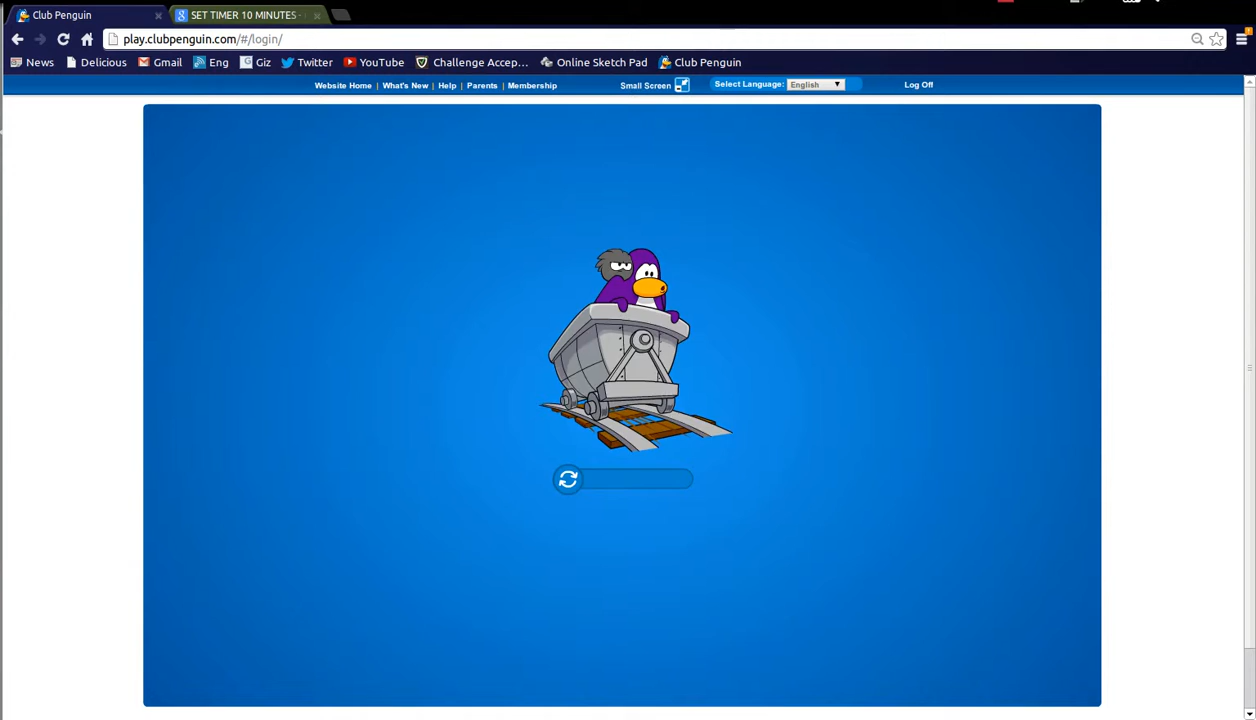 Club Penguin SET TIMER 10 MINUTES -
play.clubpenguin.com/#/login/
News Delicious Gmail Eng Giz Twitter YouTube Challenge Accep... Online Sketch Pad Club Penguin
Website Home | What's New | Help | Parents | Membership Small Screen Select Language: English Log Off